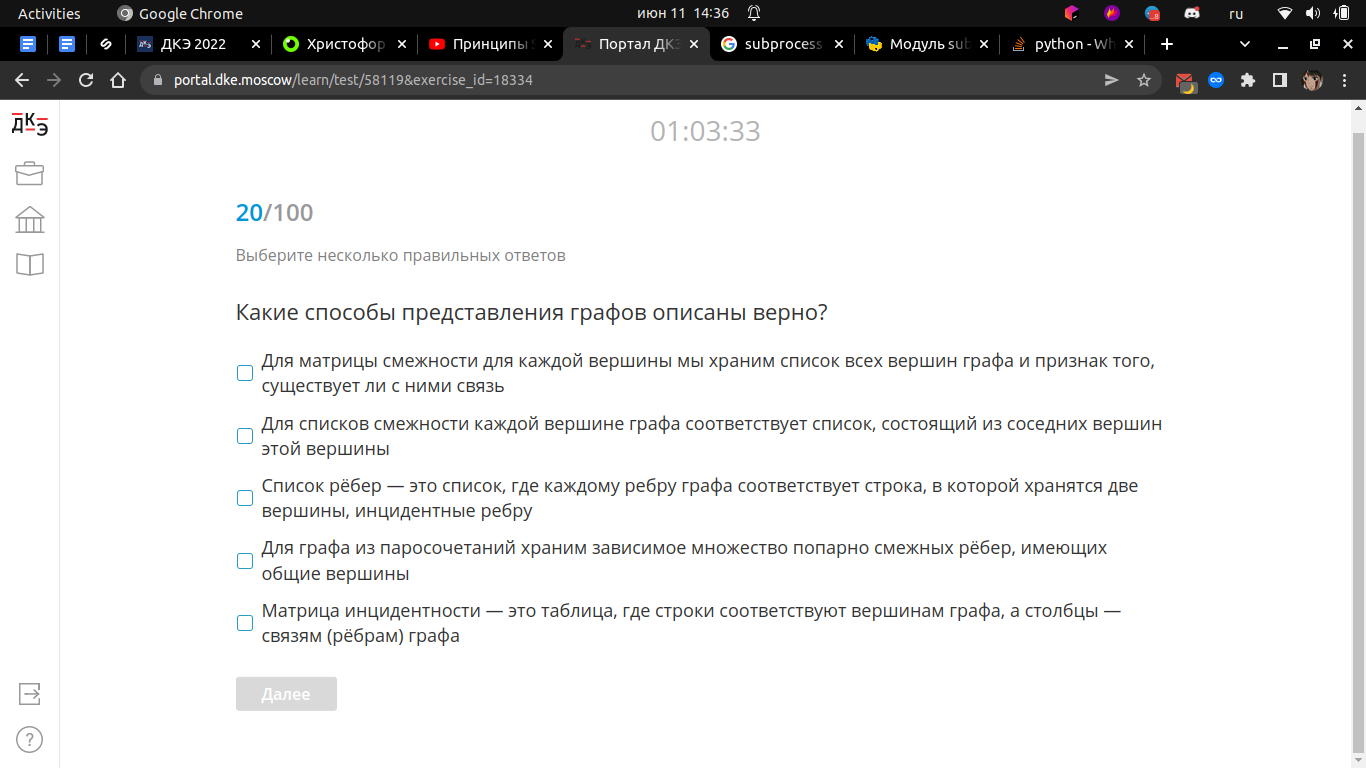 Activities Google Chrome июн 11 14:36 ru
ДКЭ 2022 Христофор Принципы Портал ДКЭ subprocess Модуль sub python - Wh
portal.dke.moscow/learn/test/58119&exercise_id=18334
ДКЭ
01:03:33
20/100
Выберите несколько правильных ответов
Какие способы представления графов описаны верно?
Для матрицы смежности для каждой вершины мы храним список всех вершин графа и признак того,
существует ли с ними связь
Для списков смежности каждой вершине графа соответствует список, состоящий из соседних вершин
этой вершины
Список рёбер — это список, где каждому ребру графа соответствует строка, в которой хранятся две
вершины, инцидентные ребру
Для графа из паросочетаний храним зависимое множество попарно смежных рёбер, имеющих
общие вершины
Матрица инцидентности — это таблица, где строки соответствуют вершинам графа, а столбцы —
связям (рёбрам) графа
Далее